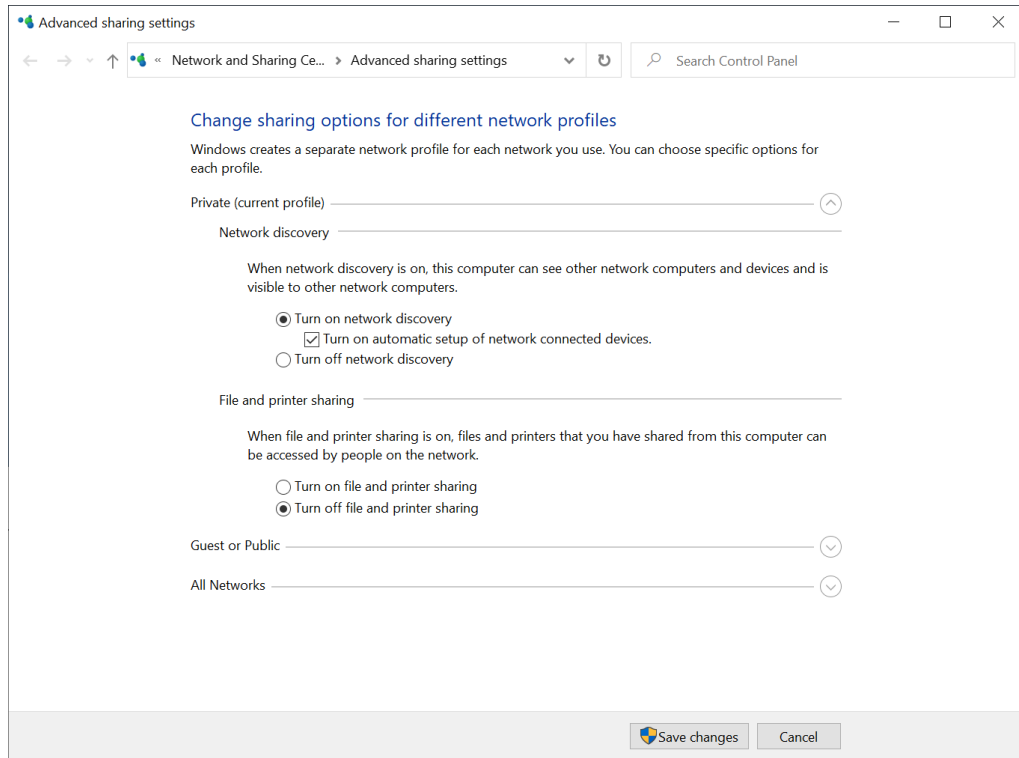 Advanced sharing settings
« Network and Sharing Ce... > Advanced sharing settings
Search Control Panel
Change sharing options for different network profiles
Windows creates a separate network profile for each network you use. You can choose specific options for
each profile.
Private (current profile)
Network discovery
When network discovery is on, this computer can see other network computers and devices and is
visible to other network computers.
Turn on network discovery
Turn on automatic setup of network connected devices.
Turn off network discovery
File and printer sharing
When file and printer sharing is on, files and printers that you have shared from this computer can
be accessed by people on the network.
Turn on file and printer sharing
Turn off file and printer sharing
Guest or Public
All Networks
Save changes
Cancel